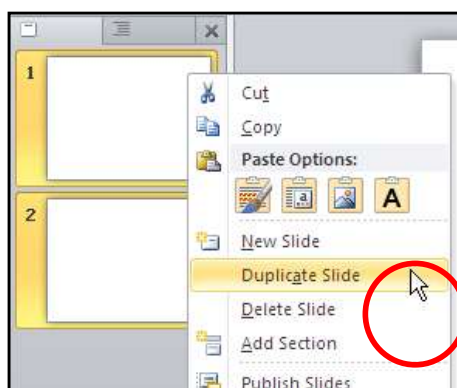 1
Cut
Copy
Paste Options:
a
A
2
New Slide
Duplicate Slide
Delete Slide
Add Section
Publish Slides